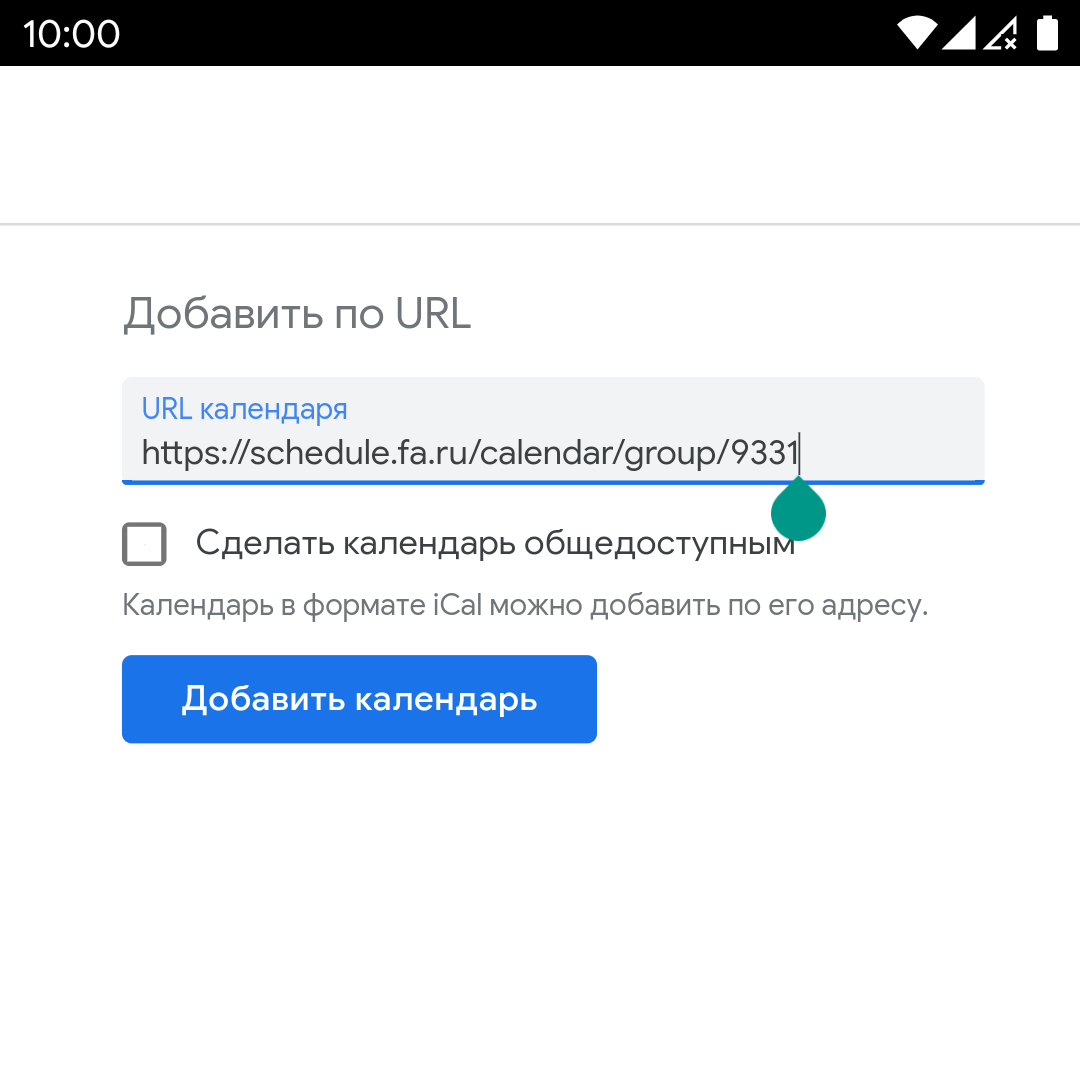 10:00
Добавить по URL
URL календаря
https://schedule.fa.ru/calendar/group/9331
Сделать календарь общедоступным
Календарь в формате iCal можно добавить по его адресу.
Добавить календарь